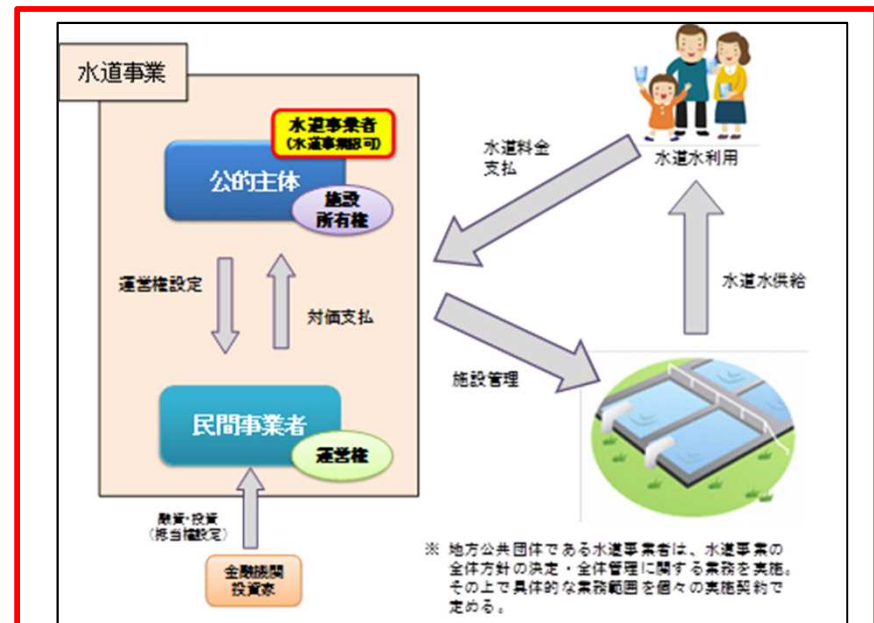 水道事業
水道事業者
(水道事業認可)
公的主体
施設
所有権
運営権設定
対価支払
民間事業者
運営権
融資・投資
(抵当権設定)
金融機関
投資家
水道料金
支払
水道水利用
水道水供給
施設管理
※ 地方公共団体である水道事業者は、水道事業の
全体方針の決定・全体管理に関する業務を実施。
その上で具体的な業務範囲を個々の実施契約で
定める。